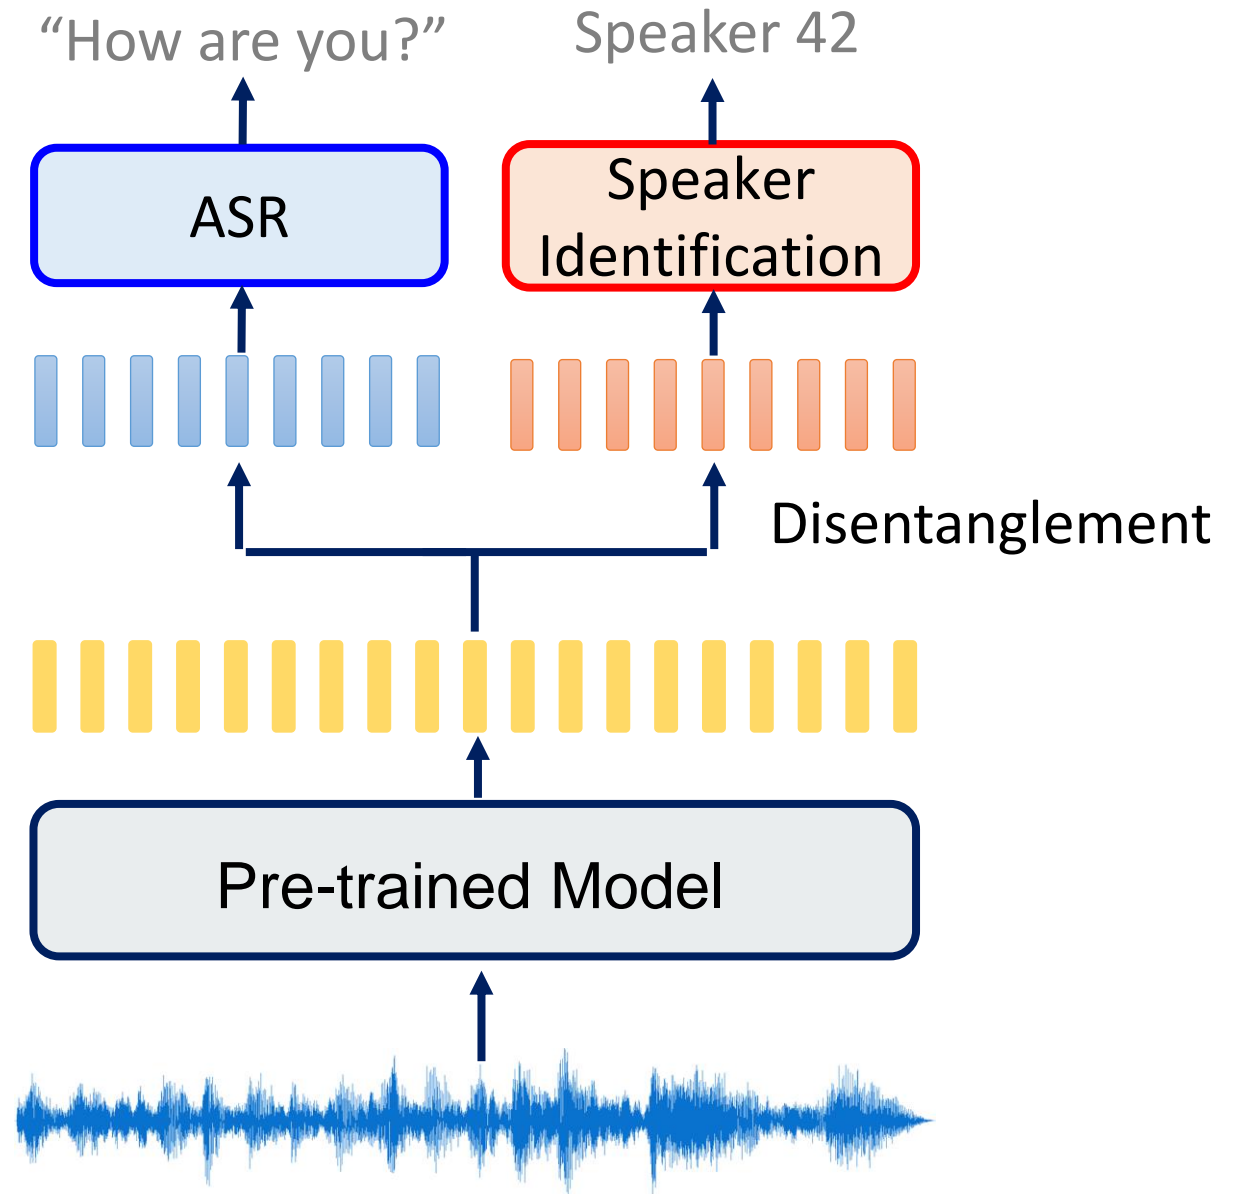 “How are you?”
Speaker 42
ASR
Speaker
Identification
Disentanglement
Pre-trained Model